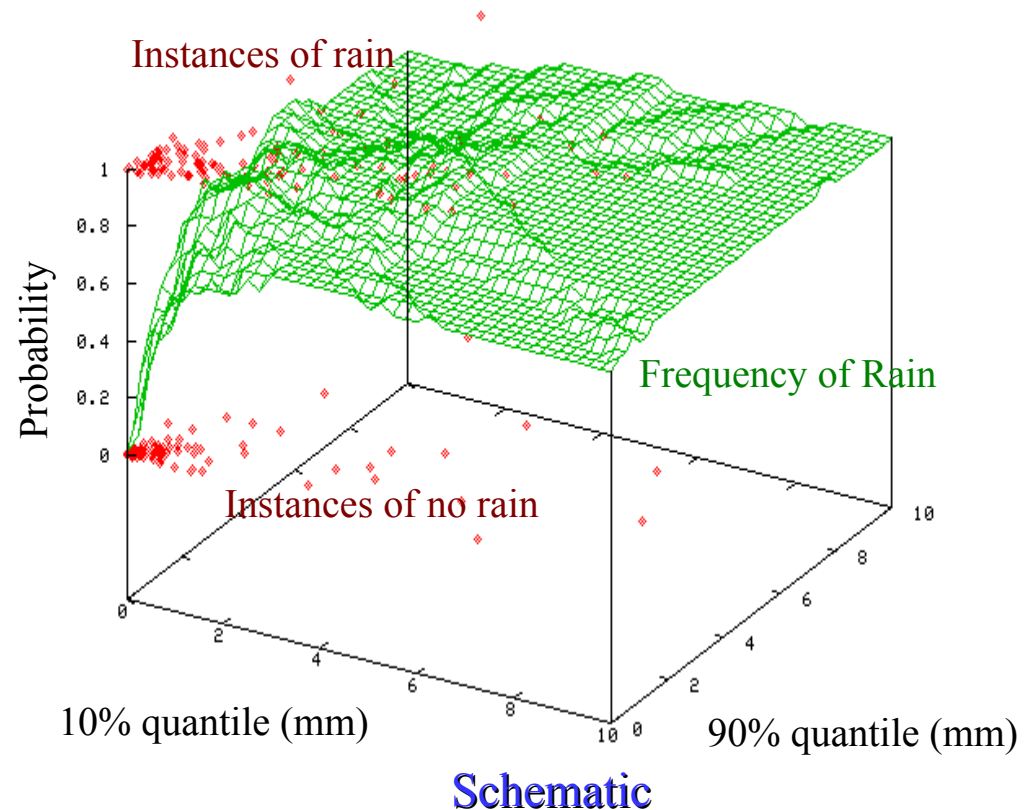 Instances of rain
1
0.8
0.6
0.4
0.2
0
Probability
Frequency of Rain
Instances of no rain
0
2
4
6
8
10
0
2
4
6
8
10
10% quantile (mm)
90% quantile (mm)
Schematic